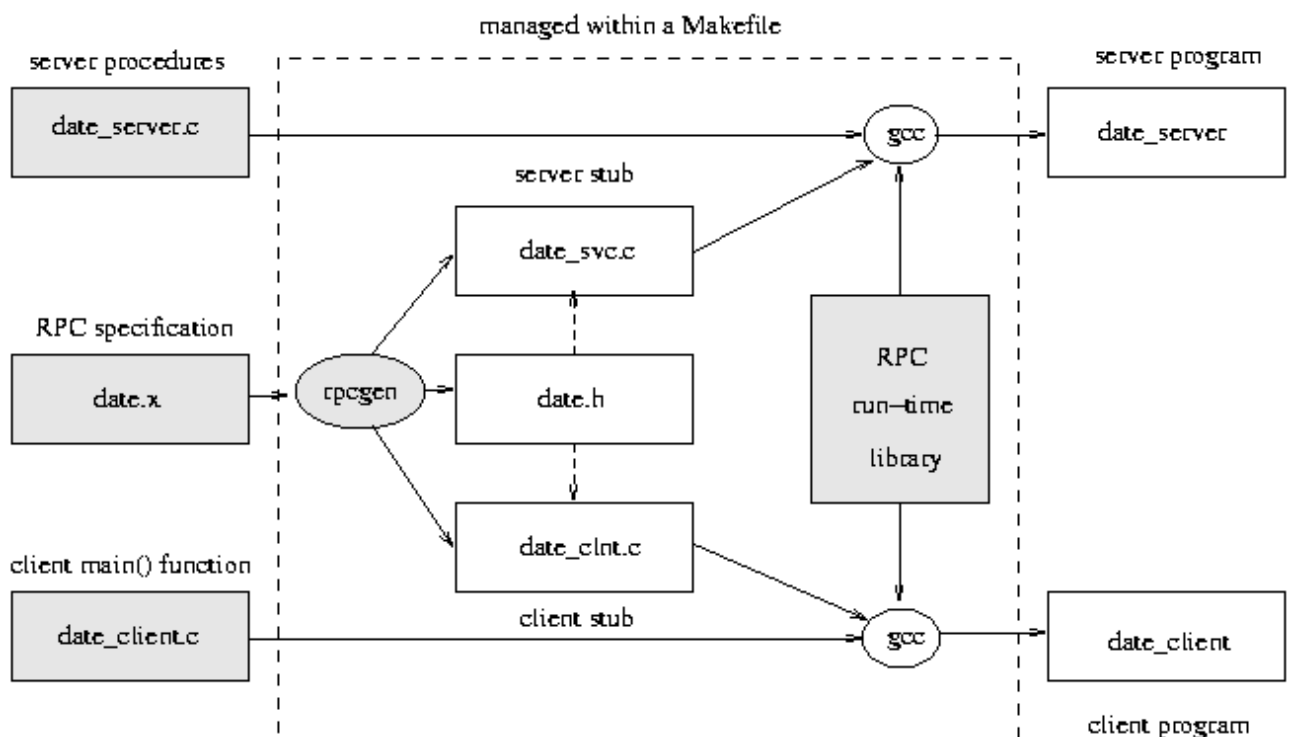 managed within a Makefile
server procedures
server program
date_server.c
gcc
date_server
server stub
date_svc.c
RPC specification
RPC
run-time
library
date.x
rpcgen
date.h
client main() function
date_clnt.c
client stub
date_client.c
gcc
date_client
client program